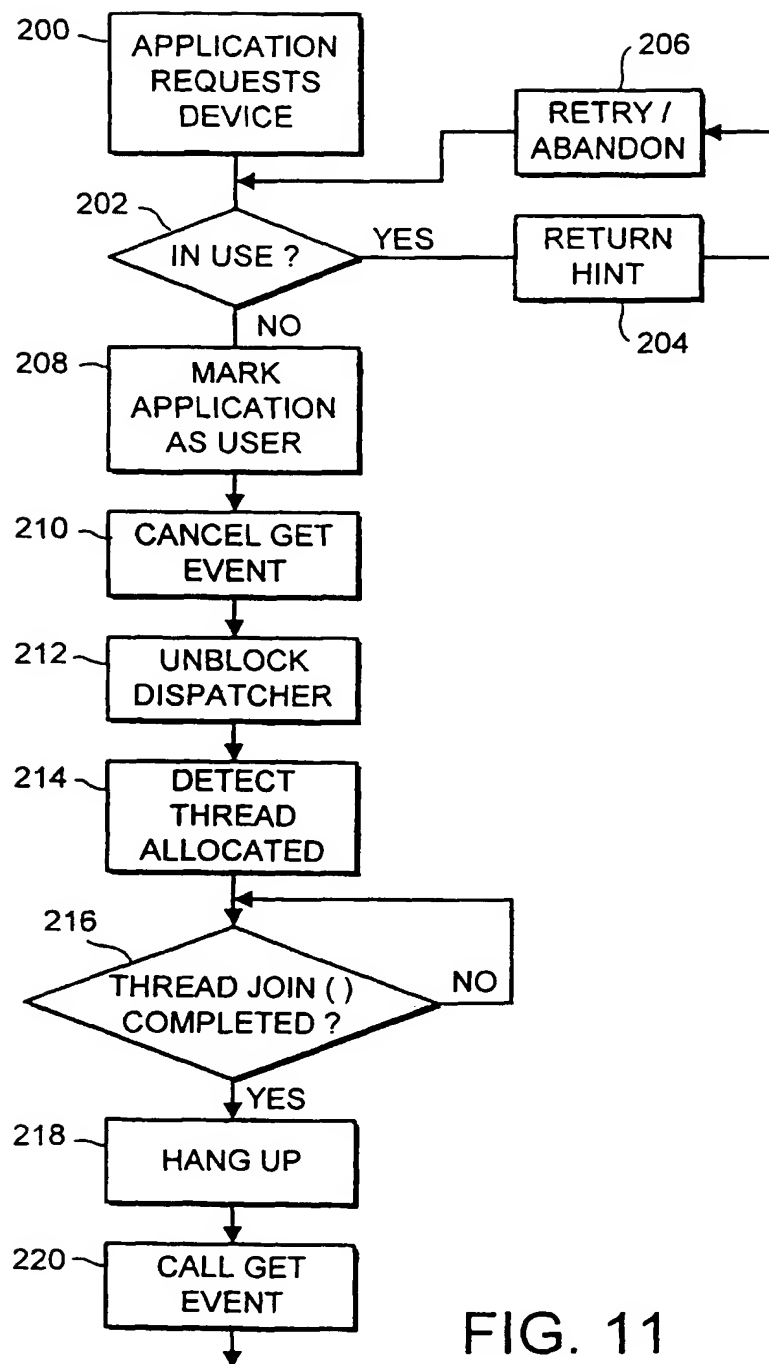 200
APPLICATION
REQUESTS
DEVICE
206
RETRY /
ABANDON
202
IN USE ?
YES
RETURN
HINT
204
NO
208
MARK
APPLICATION
AS USER
210
CANCEL GET
EVENT
212
UNBLOCK
DISPATCHER
214
DETECT
THREAD
ALLOCATED
216
THREAD JOIN ( )
COMPLETED ?
NO
YES
218
HANG UP
220
CALL GET
EVENT
FIG. 11